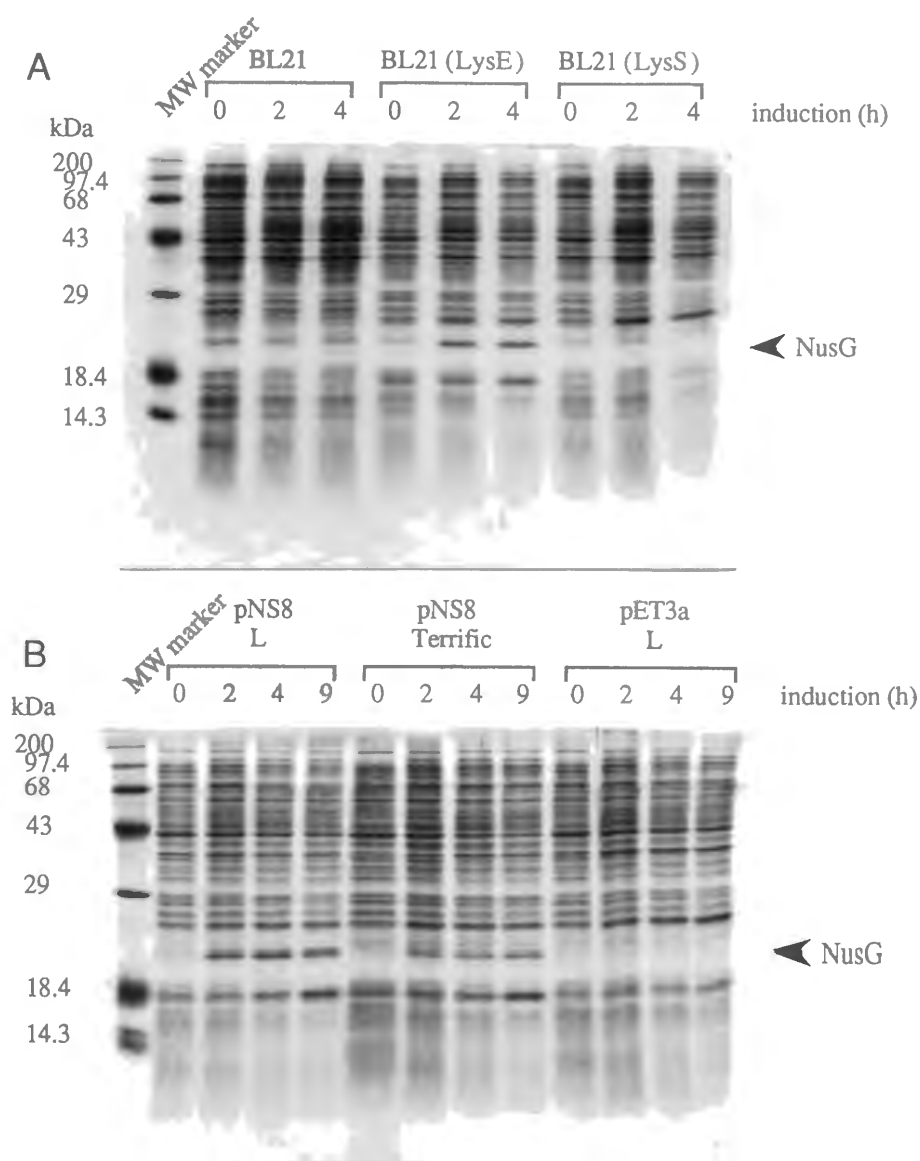 A
MW marker
BL21
BL21 (LysE)
BL21 (LysS)
0 2 4 0 2 4 0 2 4 induction (h)
kDa
200
97.4
68
43
29
18.4
14.3
NusG
B
MW marker
pNS8
L
pNS8
Terrific
pET3a
L
0 2 4 9 0 2 4 9 0 2 4 9 induction (h)
kDa
200
97.4
68
43
29
18.4
14.3
NusG